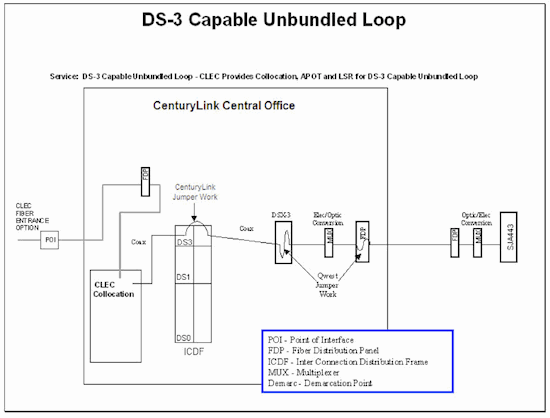 DS-3 Capable Unbundled Loop
Service: DS-3 Capable Unbundled Loop - CLEC Provides Collocation, APOT and LSR for DS-3 Capable Unbundled Loop
CenturyLink Central Office
FDP
CenturyLink
Jumper Work
CLEC
FIBER
ENTRANCE
OPTION
POI
Coax
DS3
Coax
DSX-3
Elec/Optic
Conversion
MUX
FDP
Optic/Elec
Conversion
FDP
MUX
SJA443
CLEC
Collocation
DS1
Qwest
Jumper
Work
DS0
ICDF
POI - Point of Interface
FDP - Fiber Distribution Panel
ICDF - Inter Connection Distribution Frame
MUX - Multiplexer
Demarc - Demarcation Point